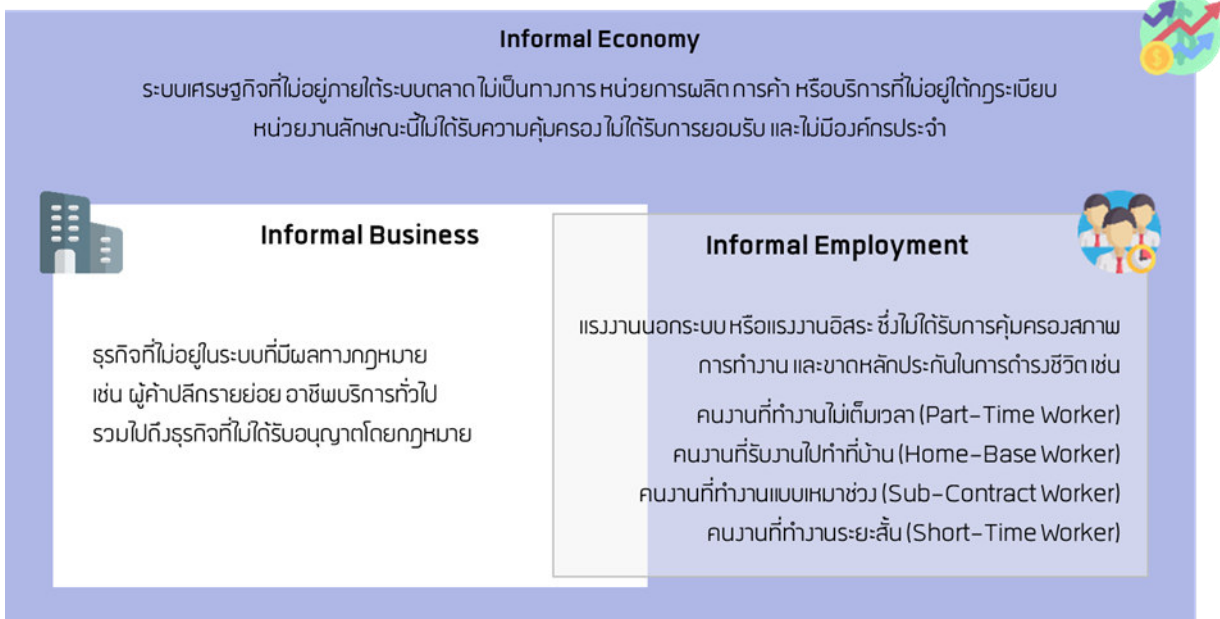 Informal Economy
ระบบเศรษฐกิจที่ไม่อยู่ภายใต้ระบบตลาด ไม่เป็นทางการ หน่วยการผลิต การค้า หรือบริการที่ไม่อยู่ใต้กฎระเบียบ
หน่วยงานลักษณะนี้ไม่ได้รับความคุ้มครอง ไม่ได้รับการยอมรับ และไม่มีองค์กรประจำ
Informal Business
ธุรกิจที่ไม่อยู่ในระบบที่มีผลทางกฎหมาย
เช่น ผู้ค้าปลีกรายย่อย อาชีพบริการทั่วไป
รวมไปถึงธุรกิจที่ไม่ได้รับอนุญาตโดยกฎหมาย
Informal Employment
แรงงานนอกระบบ หรือแรงงานอิสระ ซึ่งไม่ได้รับการคุ้มครองสภาพ
การทำงาน และขาดหลักประกันในการดำรงชีวิต เช่น
คนงานที่ทำงานไม่เต็มเวลา (Part-Time Worker)
คนงานที่รับงานไปทำที่บ้าน (Home-Base Worker)
คนงานที่ทำงานแบบเหมาช่วง (Sub-Contract Worker)
คนงานที่ทำงานระยะสั้น (Short-Time Worker)